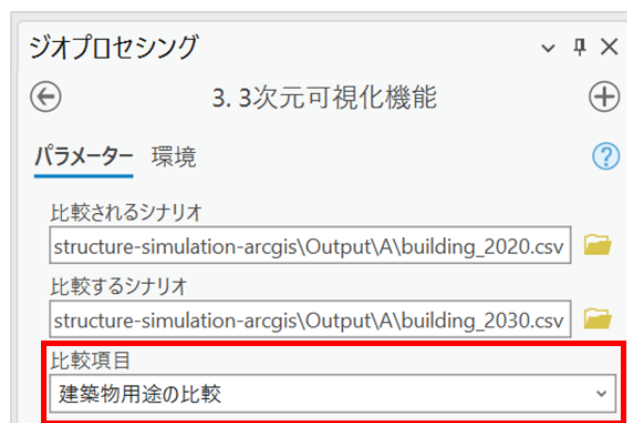 ジオプロセシング
3. 3次元可視化機能
パラメーター 環境
比較されるシナリオ
structure-simulation-arcgis\Output\A\building_2020.csv
比較するシナリオ
structure-simulation-arcgis\Output\A\building_2030.csv
比較項目
建築物用途の比較